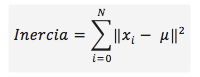 Inercia = ∑_{i=0}^{N} ‖x_i − μ‖²